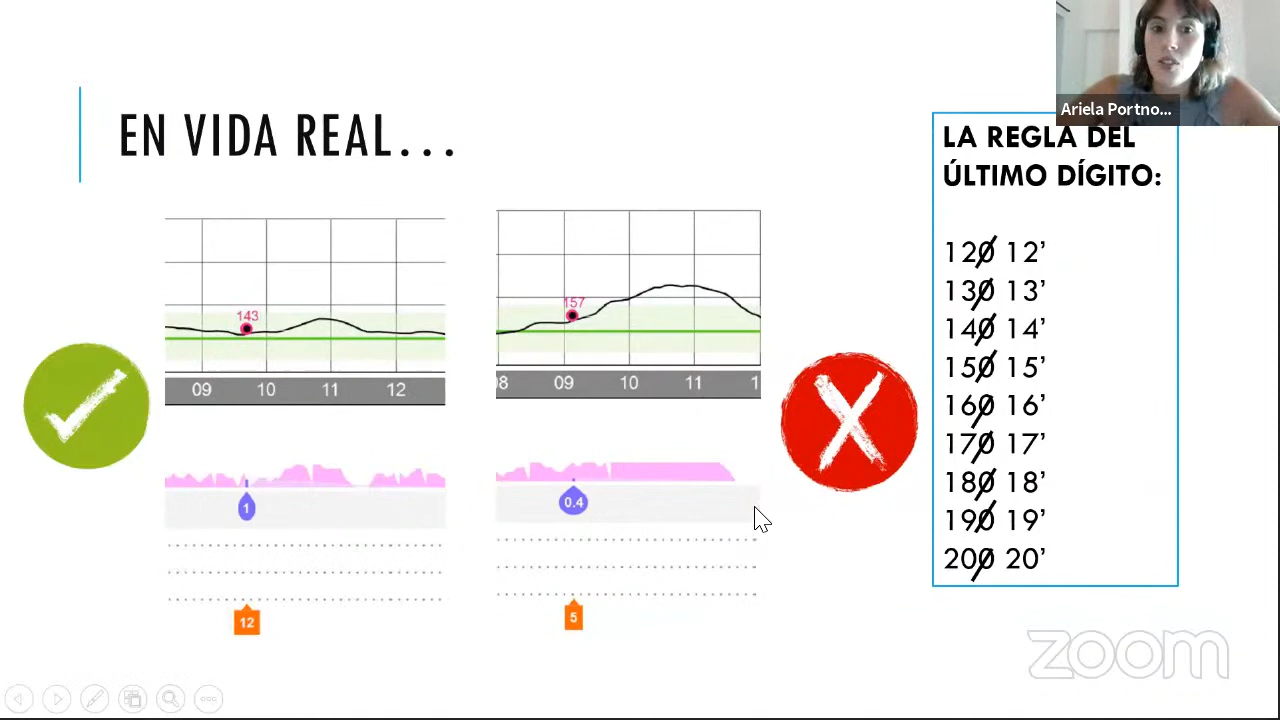 Ariela Portno...
EN VIDA REAL...
LA REGLA DEL
ÚLTIMO DÍGITO:
120 12'
130 13'
140 14'
150 15'
160 16'
170 17'
180 18'
190 19'
200 20'
143
09 10 11 12
1
12
157
08 09 10 11 1
0.4
5
zoom